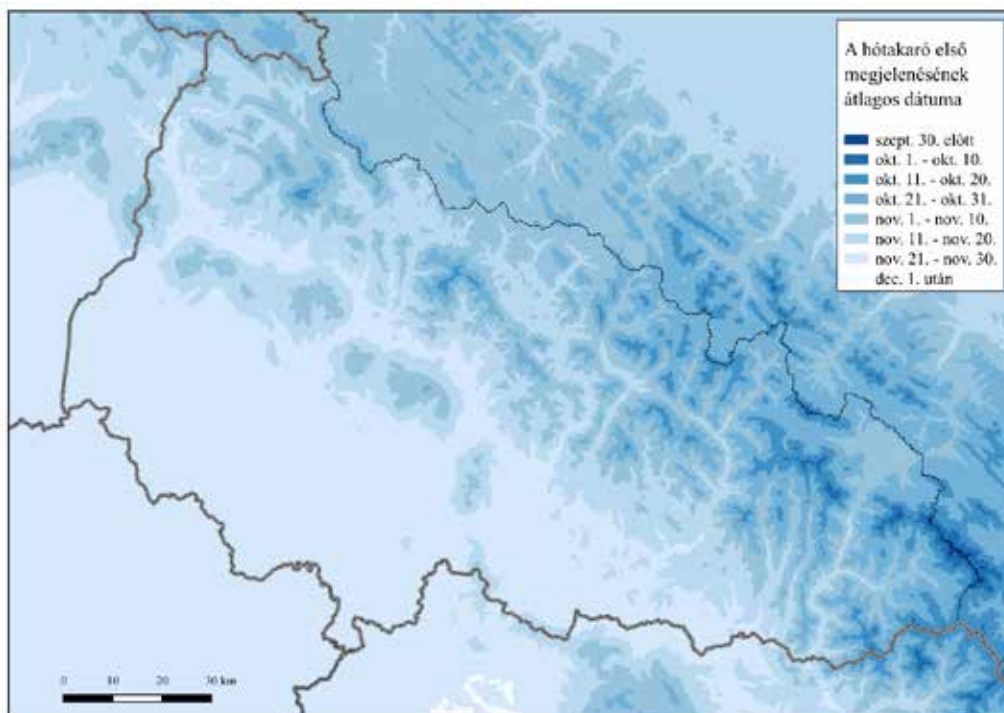 A hótakaró első
megjelenésének
átlagos dátuma
szept. 30. előtt
okt. 1. - okt. 10.
okt. 11. - okt. 20.
okt. 21. - okt. 31.
nov. 1. - nov. 10.
nov. 11. - nov. 20.
nov. 21. - nov. 30.
dec. 1. után
0 10 20 30 km